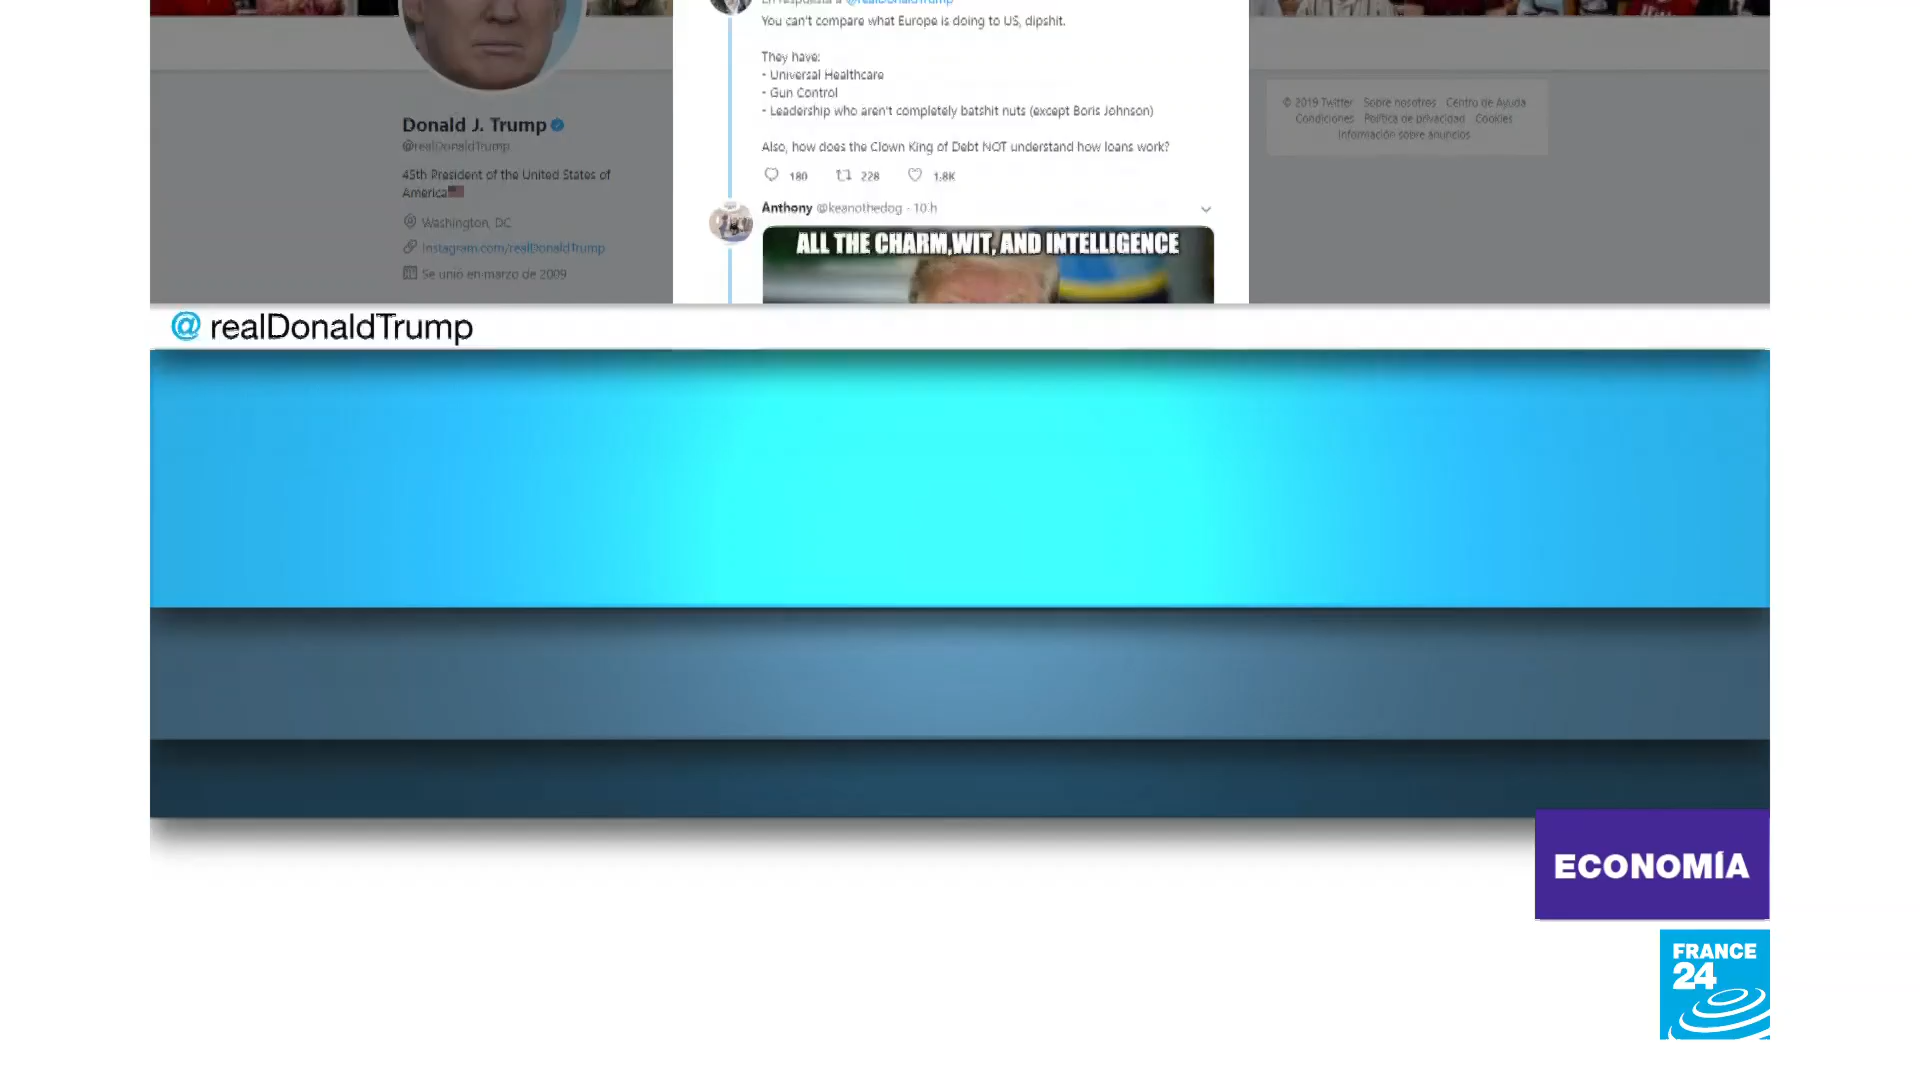 You can't compare what Europe is doing to US, dipshit.
They have:
- Universal Healthcare
- Gun Control
- Leadership who aren't completely batshit nuts (except Boris Johnson)
Also, how does the Clown King of Debt NOT understand how loans work?
180 228 1.8K
Anthony @keanothedog - 10 h
ALL THE CHARM,WIT, AND INTELLIGENCE
Donald J. Trump
@realDonaldTrump
45th President of the United States of
America
Washington, DC
Instagram.com/realDonaldTrump
Se unió en marzo de 2009
© 2019 Twitter Sobre nosotros Centro de Ayuda
Condiciones Política de privacidad Cookies
Información sobre anuncios
@ realDonaldTrump
ECONOMÍA
FRANCE
24